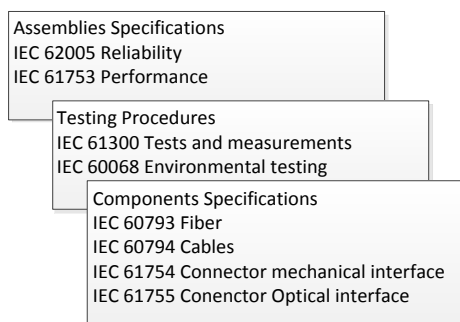 Assemblies Specifications
IEC 62005 Reliability
IEC 61753 Performance
Testing Procedures
IEC 61300 Tests and measurements
IEC 60068 Environmental testing
Components Specifications
IEC 60793 Fiber
IEC 60794 Cables
IEC 61754 Connector mechanical interface
IEC 61755 Conenctor Optical interface